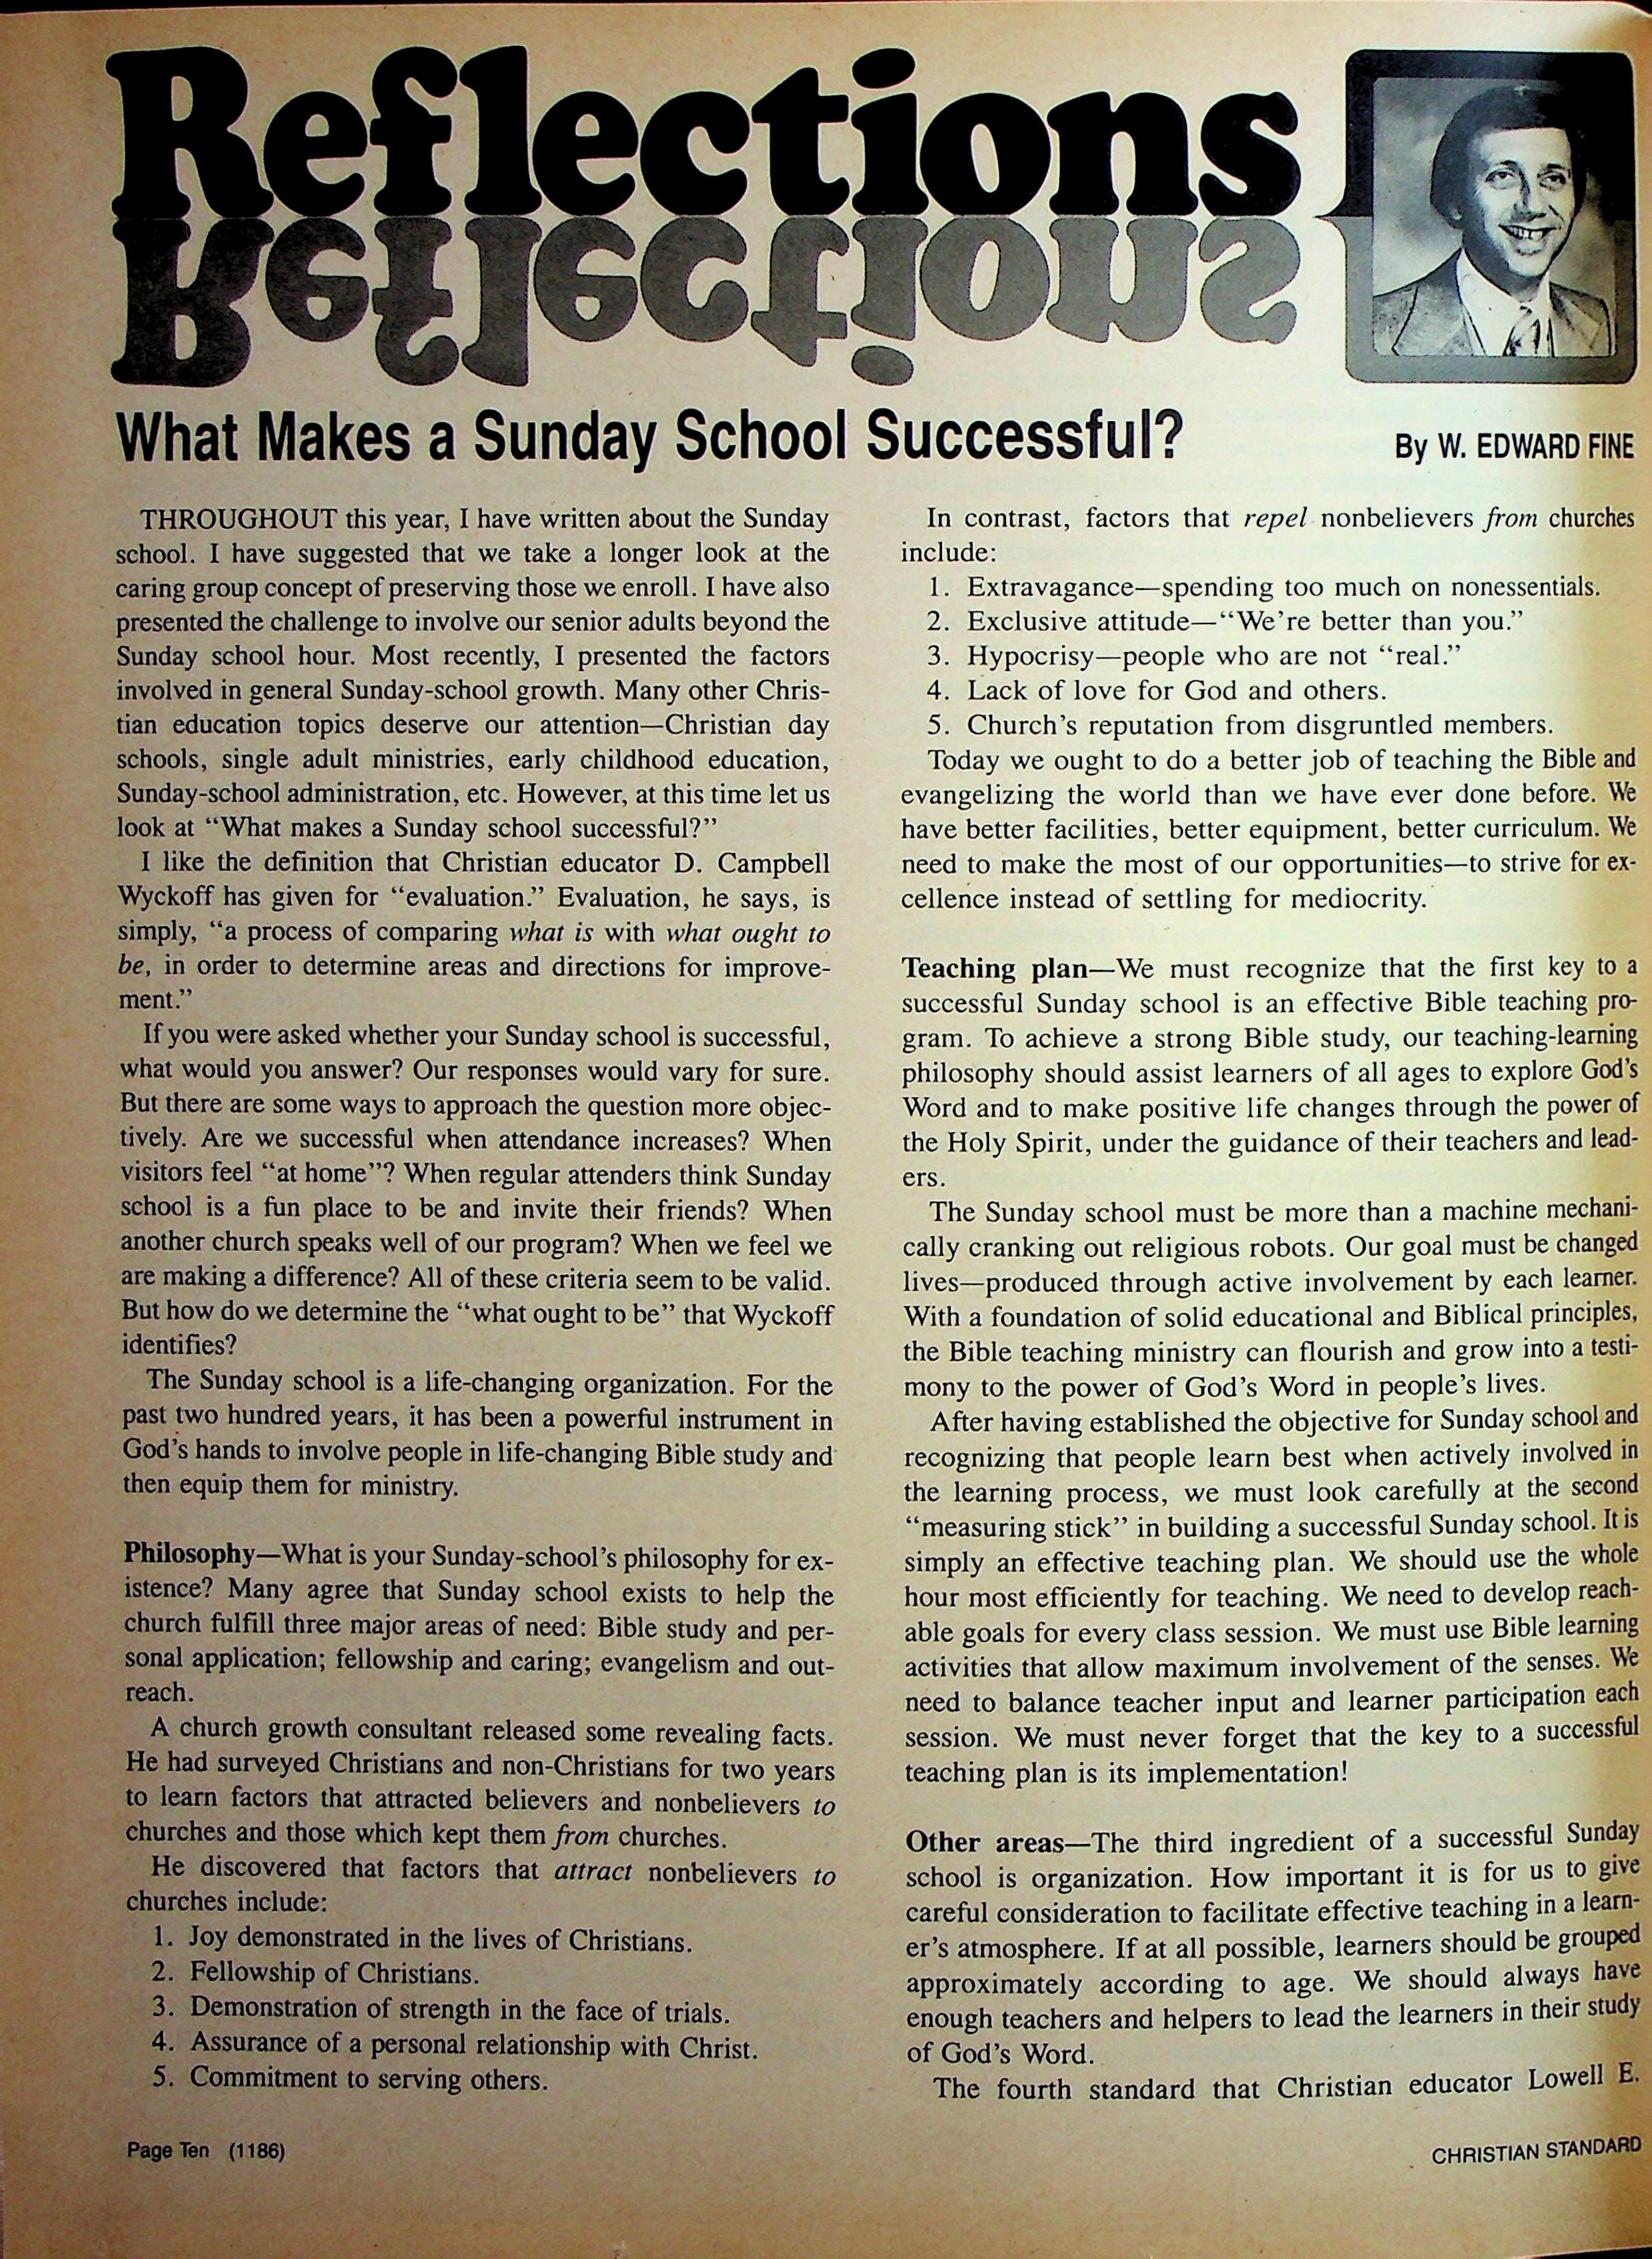 Reflections
Reflections
What Makes a Sunday School Successful?
By W. EDWARD FINE
THROUGHOUT this year, I have written about the Sunday
school. I have suggested that we take a longer look at the
caring group concept of preserving those we enroll. I have also
presented the challenge to involve our senior adults beyond the
Sunday school hour. Most recently, I presented the factors
involved in general Sunday-school growth. Many other Chris-
tian education topics deserve our attention—Christian day
schools, single adult ministries, early childhood education,
Sunday-school administration, etc. However, at this time let us
look at “What makes a Sunday school successful?”
I like the definition that Christian educator D. Campbell
Wyckoff has given for “evaluation.” Evaluation, he says, is
simply, “a process of comparing what is with what ought to
be, in order to determine areas and directions for improve-
ment.”
If you were asked whether your Sunday school is successful,
what would you answer? Our responses would vary for sure.
But there are some ways to approach the question more objec-
tively. Are we successful when attendance increases? When
visitors feel “at home”? When regular attenders think Sunday
school is a fun place to be and invite their friends? When
another church speaks well of our program? When we feel we
are making a difference? All of these criteria seem to be valid.
But how do we determine the “what ought to be” that Wyckoff
identifies?
The Sunday school is a life-changing organization. For the
past two hundred years, it has been a powerful instrument in
God’s hands to involve people in life-changing Bible study and
then equip them for ministry.
Philosophy—What is your Sunday-school’s philosophy for ex-
istence? Many agree that Sunday school exists to help the
church fulfill three major areas of need: Bible study and per-
sonal application; fellowship and caring; evangelism and out-
reach.
A church growth consultant released some revealing facts.
He had surveyed Christians and non-Christians for two years
to learn factors that attracted believers and nonbelievers to
churches and those which kept them from churches.
He discovered that factors that attract nonbelievers to
churches include:
1. Joy demonstrated in the lives of Christians.
2. Fellowship of Christians.
3. Demonstration of strength in the face of trials.
4. Assurance of a personal relationship with Christ.
5. Commitment to serving others.
In contrast, factors that repel nonbelievers from churches
include:
1. Extravagance—spending too much on nonessentials.
2. Exclusive attitude—“We’re better than you.”
3. Hypocrisy—people who are not “real.”
4. Lack of love for God and others.
5. Church’s reputation from disgruntled members.
Today we ought to do a better job of teaching the Bible and
evangelizing the world than we have ever done before. We
have better facilities, better equipment, better curriculum. We
need to make the most of our opportunities—to strive for ex-
cellence instead of settling for mediocrity.
Teaching plan—We must recognize that the first key to a
successful Sunday school is an effective Bible teaching pro-
gram. To achieve a strong Bible study, our teaching-learning
philosophy should assist learners of all ages to explore God’s
Word and to make positive life changes through the power of
the Holy Spirit, under the guidance of their teachers and lead-
ers.
The Sunday school must be more than a machine mechani-
cally cranking out religious robots. Our goal must be changed
lives—produced through active involvement by each learner.
With a foundation of solid educational and Biblical principles,
the Bible teaching ministry can flourish and grow into a testi-
mony to the power of God’s Word in people’s lives.
After having established the objective for Sunday school and
recognizing that people learn best when actively involved in
the learning process, we must look carefully at the second
“measuring stick” in building a successful Sunday school. It is
simply an effective teaching plan. We should use the whole
hour most efficiently for teaching. We need to develop reach-
able goals for every class session. We must use Bible learning
activities that allow maximum involvement of the senses. We
need to balance teacher input and learner participation each
session. We must never forget that the key to a successful
teaching plan is its implementation!
Other areas—The third ingredient of a successful Sunday
school is organization. How important it is for us to give
careful consideration to facilitate effective teaching in a learn-
er’s atmosphere. If at all possible, learners should be grouped
approximately according to age. We should always have
enough teachers and helpers to lead the learners in their study
of God’s Word.
The fourth standard that Christian educator Lowell E.
Page Ten (1186)
CHRISTIAN STANDARD